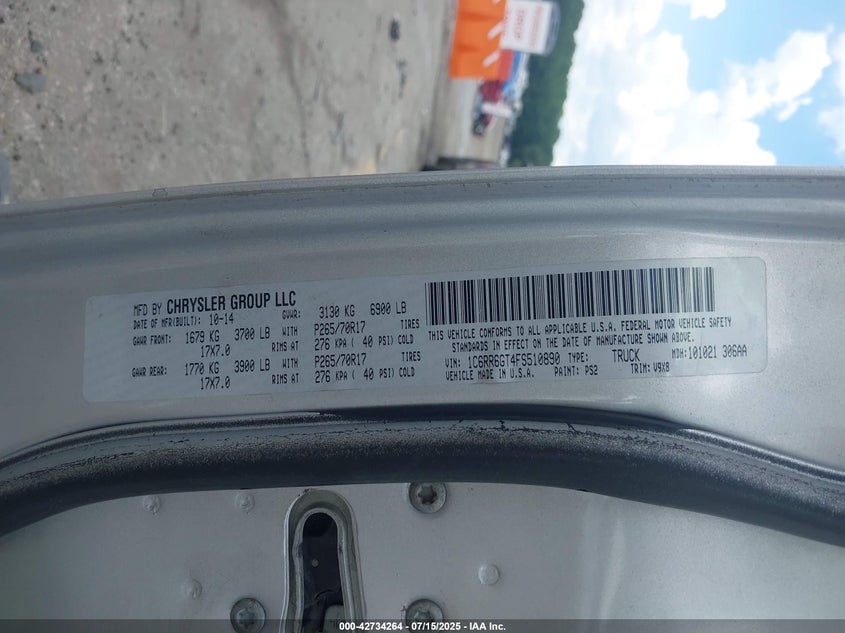 MFD BY CHRYSLER GROUP LLC
DATE OF MFR(BUILT): 10-14 GVWR: 3130 KG 6900 LB
GAWR FRONT: 1679 KG 3700 LB WITH P265/70R17 TIRES
17X7.0 RIMS AT 276 KPA ( 40 PSI) COLD
GAWR REAR: 1770 KG 3900 LB WITH P265/70R17 TIRES
17X7.0 RIMS AT 276 KPA ( 40 PSI) COLD
THIS VEHICLE CONFORMS TO ALL APPLICABLE U.S.A. FEDERAL MOTOR VEHICLE SAFETY
STANDARDS IN EFFECT ON THE DATE OF MANUFACTURE SHOWN ABOVE.
VIN: 1C6RR6GT4FS510890 TYPE: TRUCK MDH: 101021 306AA
VEHICLE MADE IN U.S.A. PAINT: PS2 TRIM: V9X8
000-42734264 - 07/15/2025 - IAA Inc.